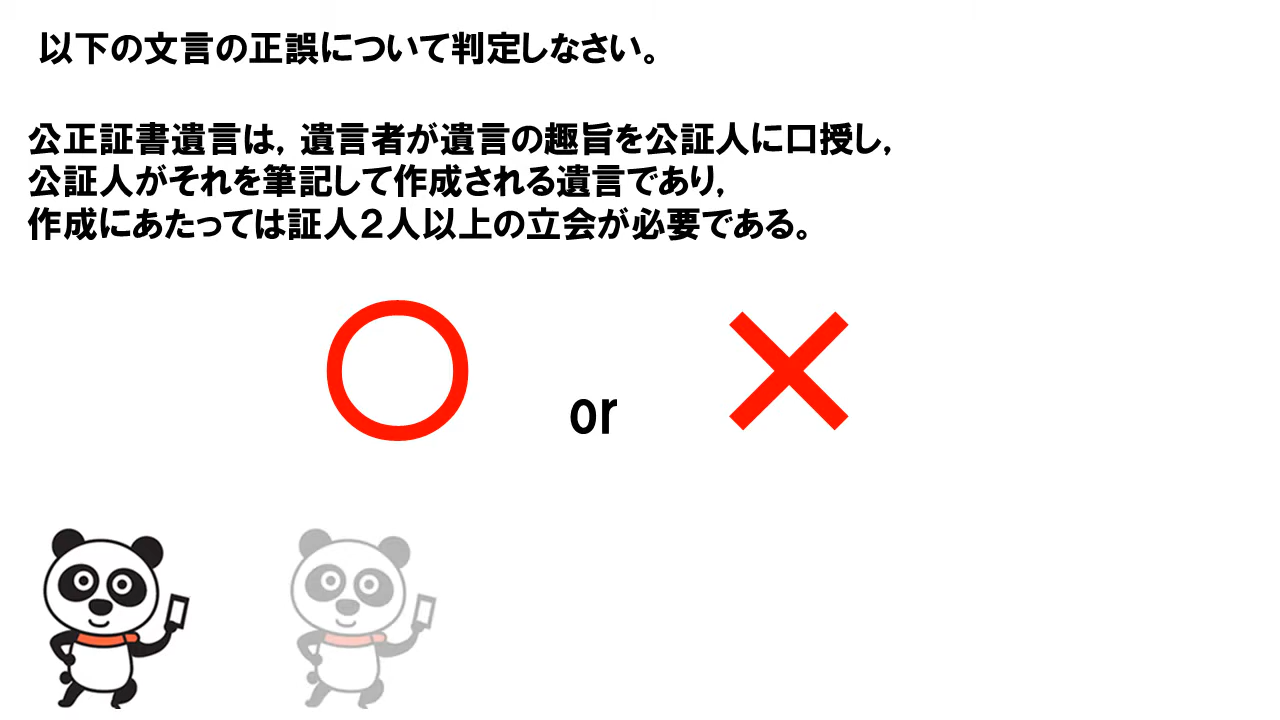 以下の文言の正誤について判定しなさい。
公正証書遺言は，遺言者が遺言の趣旨を公証人に口授し，
公証人がそれを筆記して作成される遺言であり，
作成にあたっては証人２人以上の立会が必要である。
○ or ×